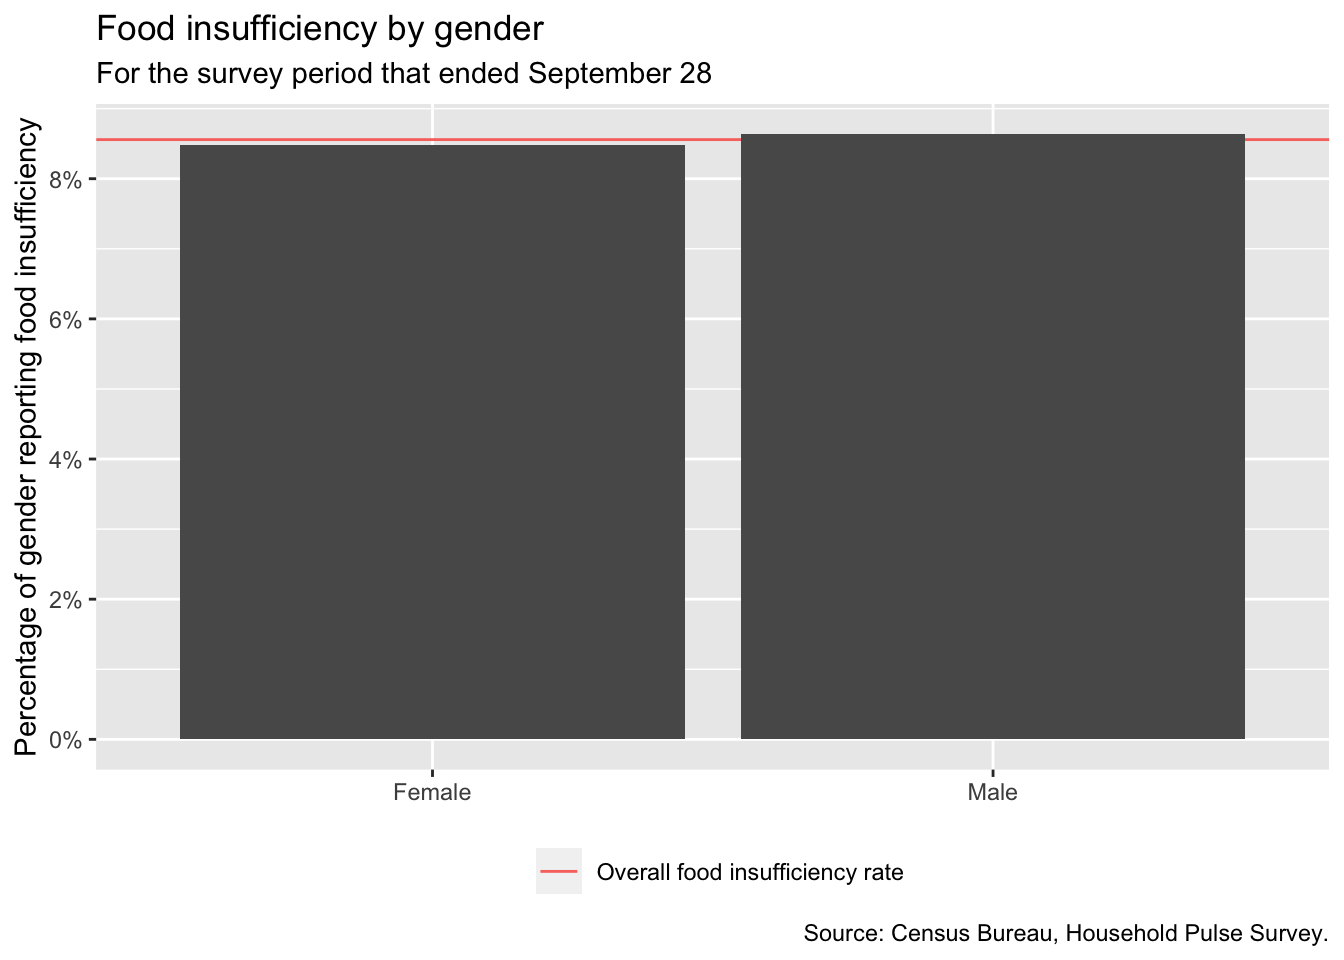 Food insufficiency by gender
For the survey period that ended September 28
Percentage of gender reporting food insufficiency
8%
6%
4%
2%
0%
Female
Male
Overall food insufficiency rate
Source: Census Bureau, Household Pulse Survey.